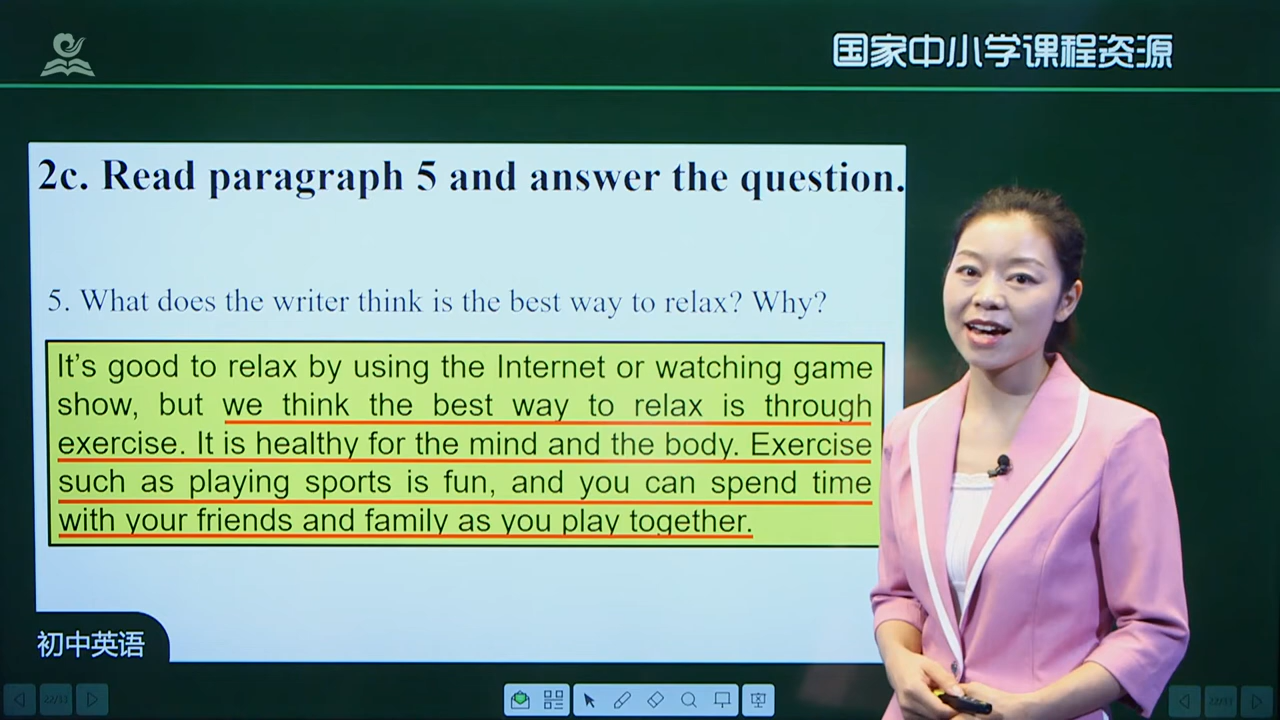 国家中小学课程资源
2c. Read paragraph 5 and answer the question.
5. What does the writer think is the best way to relax? Why?
It’s good to relax by using the Internet or watching game
show, but we think the best way to relax is through
exercise. It is healthy for the mind and the body. Exercise
such as playing sports is fun, and you can spend time
with your friends and family as you play together.
初中英语